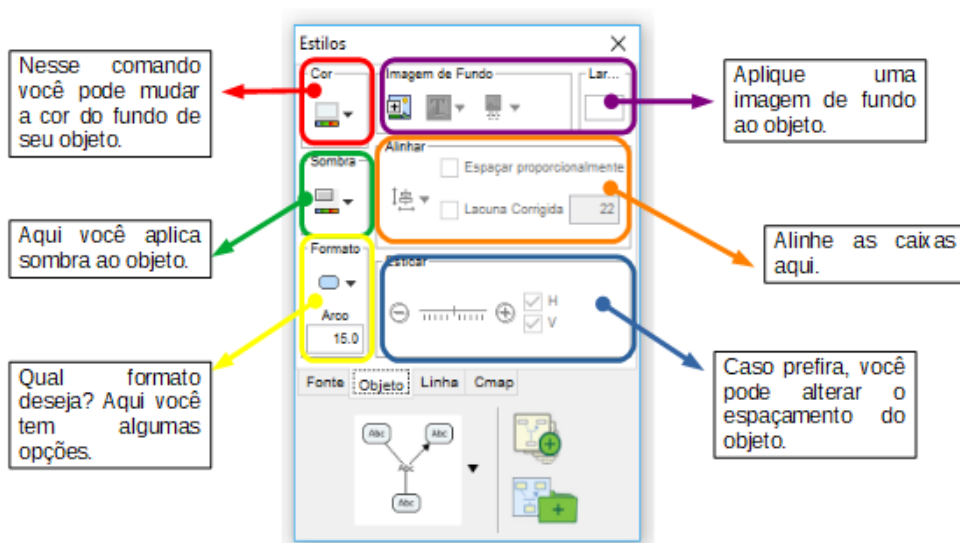 Nesse comando
você pode mudar
a cor do fundo de
seu objeto.
Aqui você aplica
sombra ao objeto.
Qual formato
deseja? Aqui você
tem algumas
opções.
Estilos
Cor
Imagem de Fundo
Lar...
T
Sombra
Alinhar
Espaçar proporcionalmente
Lacuna Corrigida 22
Formato
Arco
15.0
Esticar
H
V
Fonte Objeto Linha Cmap
Abc Abc
Abc
Abc
Aplique uma
imagem de fundo
ao objeto.
Alinhe as caixas
aqui.
Caso prefira, você
pode alterar o
espaçamento do
objeto.